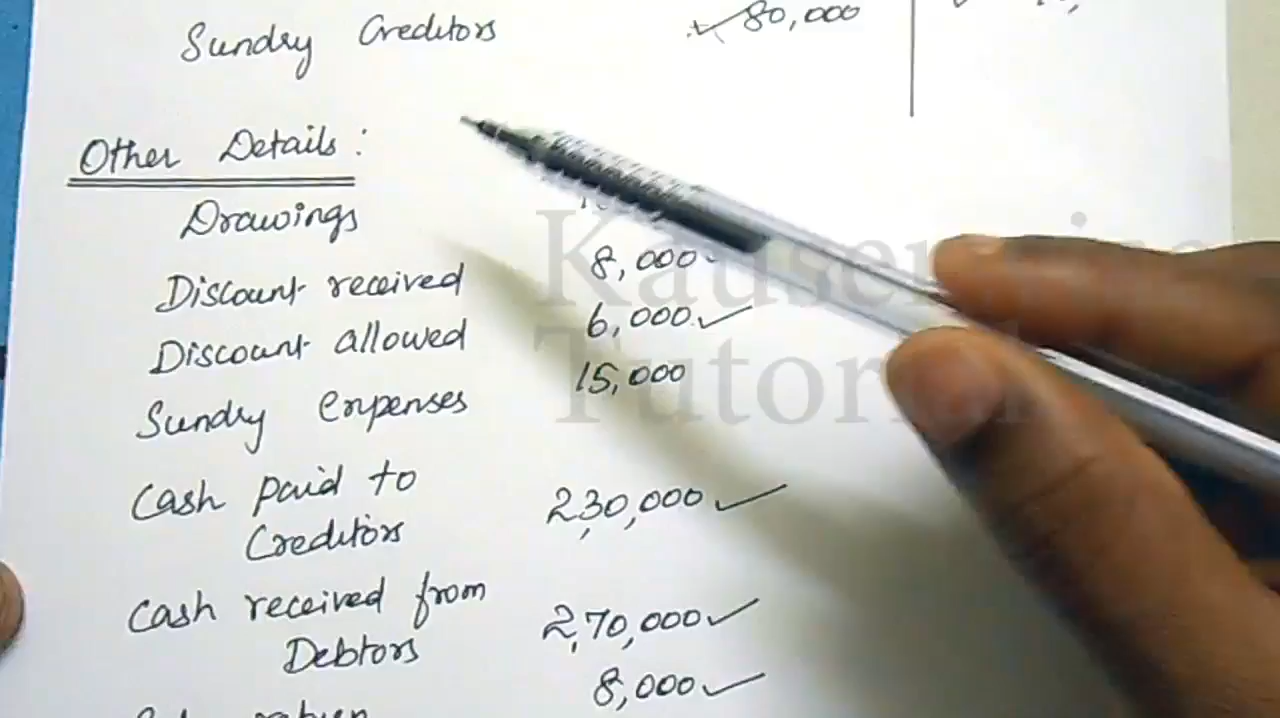 Sundry Creditors 80,000
Other Details:
Drawings
Discount received 8,000
Discount allowed 6,000
Sundry expenses 15,000
Cash paid to
Creditors 2,30,000
Cash received from
Debtors 2,70,000
8,000
Tutorial